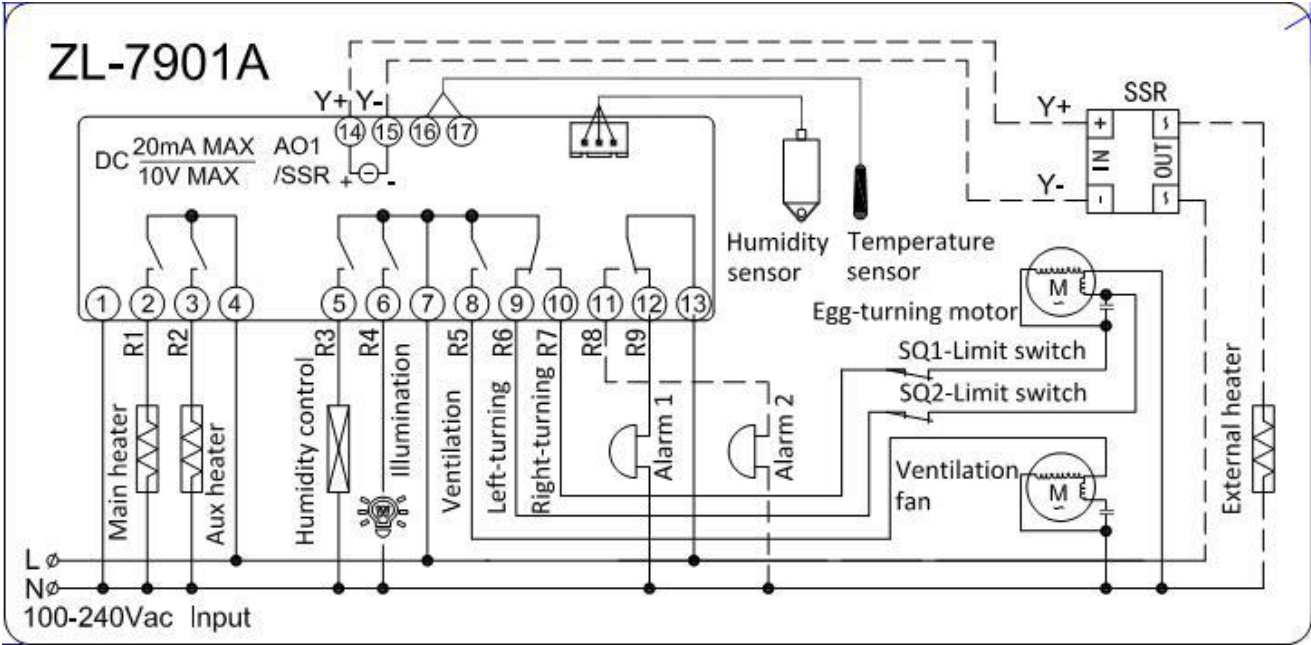 ZL-7901A
Y+ Y-
14 15 16 17
DC 20mA MAX AO1
10V MAX /SSR + -
SSR
Y+ + IN OUT
Y- -
Humidity
sensor
Temperature
sensor
1 2 3 4 5 6 7 8 9 10 11 12 13
R1 R2 R3 R4 R5 R6 R7 R8 R9
M
~
Egg-turning motor
SQ1-Limit switch
SQ2-Limit switch
Main heater
Aux heater
Humidity control
Illumination
Ventilation
Left-turning
Right-turning
Alarm 1
Alarm 2
Ventilation
fan
M
~
External heater
L
N
100-240Vac Input